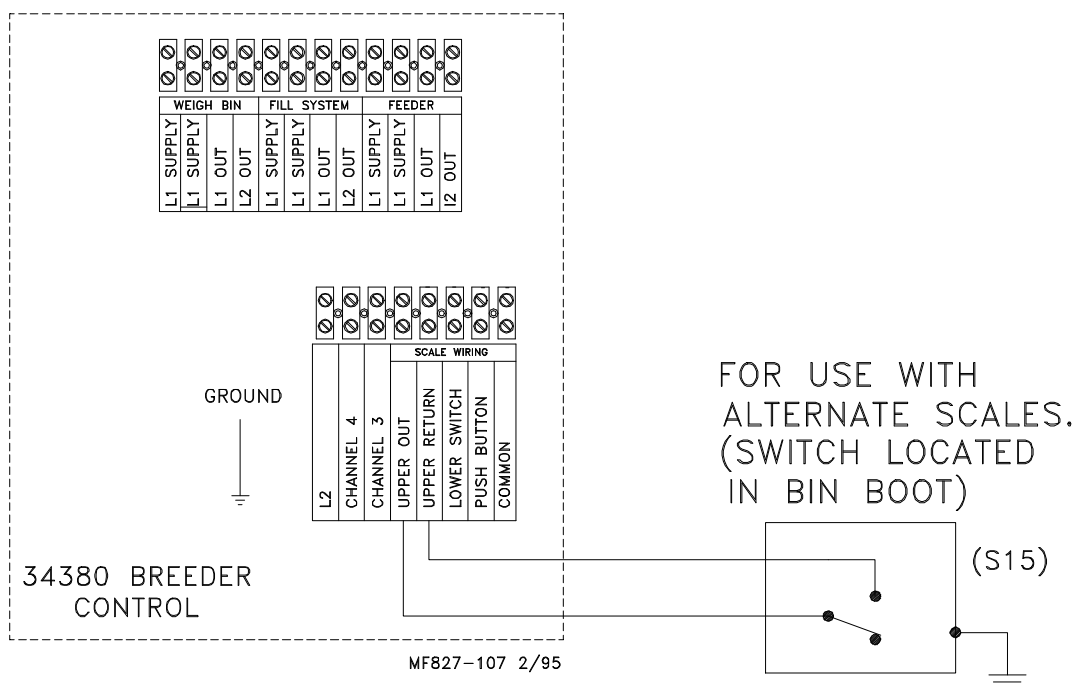 WEIGH BIN
FILL SYSTEM
FEEDER
L1 SUPPLY
L1 SUPPLY
L1 OUT
L2 OUT
L1 SUPPLY
L1 SUPPLY
L1 OUT
L2 OUT
L1 SUPPLY
L1 SUPPLY
L1 OUT
l2 OUT
SCALE WIRING
L2
CHANNEL 4
CHANNEL 3
UPPER OUT
UPPER RETURN
LOWER SWITCH
PUSH BUTTON
COMMON
GROUND
FOR USE WITH
ALTERNATE SCALES.
(SWITCH LOCATED
IN BIN BOOT)
(S15)
34380 BREEDER
CONTROL
MF827-107 2/95